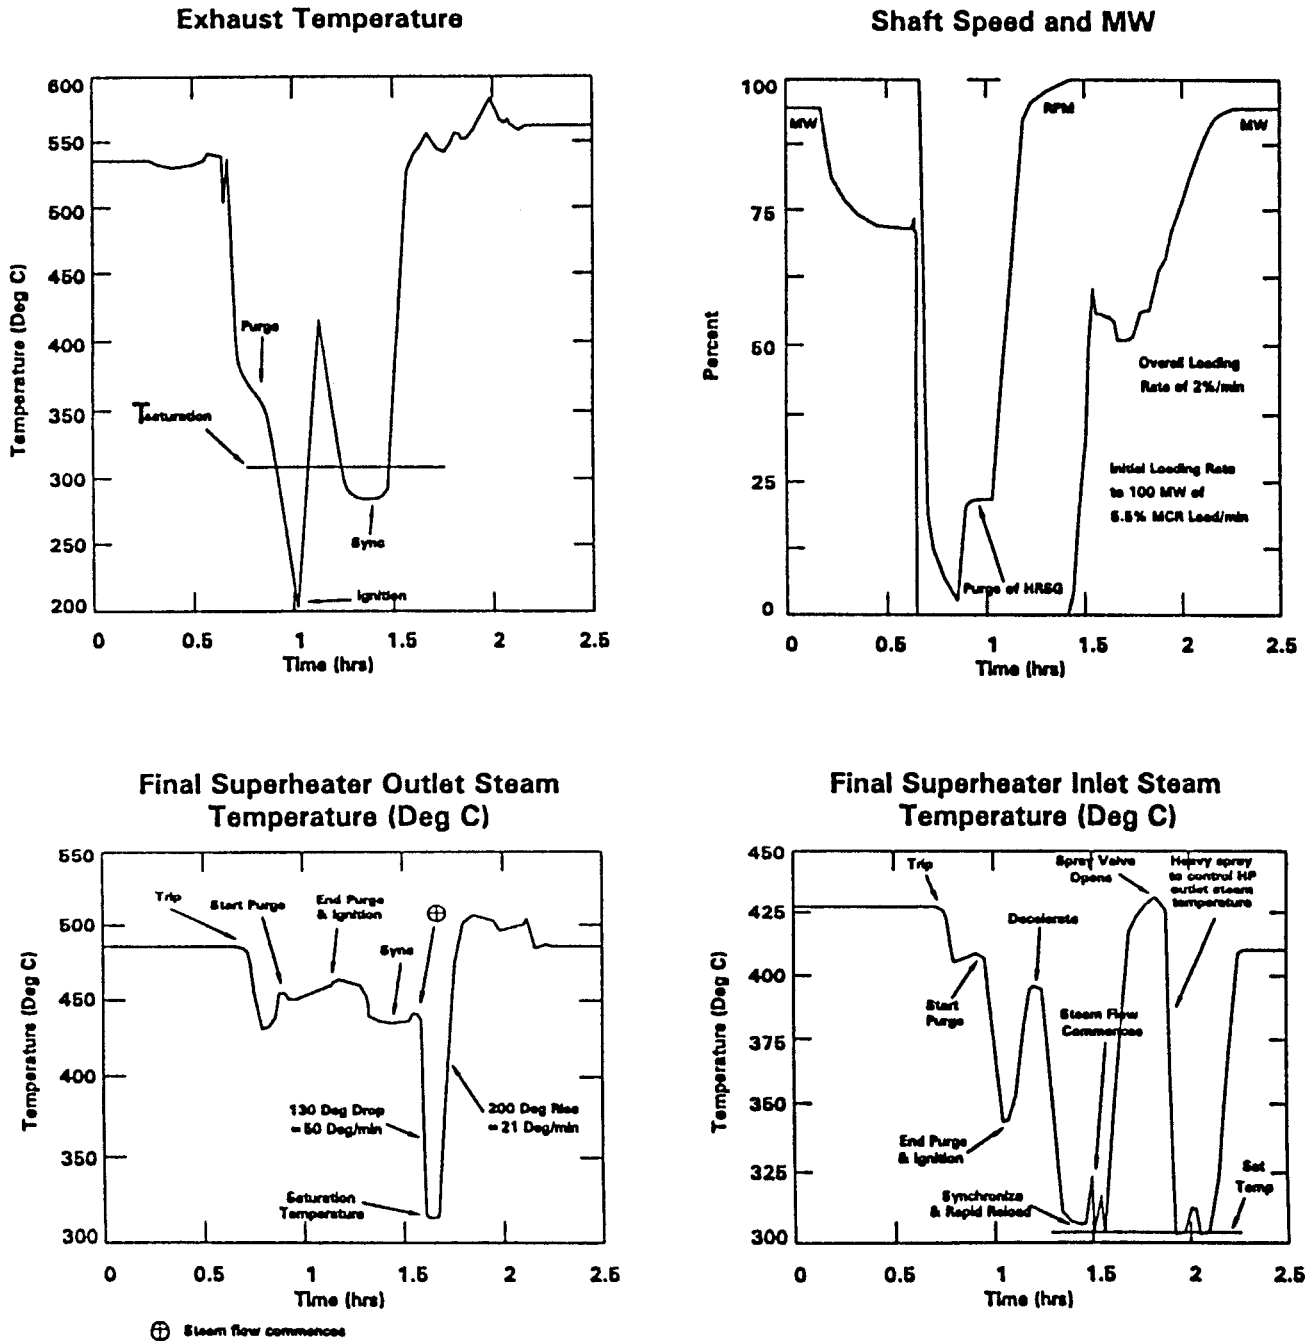 Exhaust Temperature
600
550
500
450
400
350
300
250
200
Temperature (Deg C)
Purge
Tsaturation
Sync
Ignition
0
0.5
1
1.5
2
2.5
Time (hrs)
Shaft Speed and MW
100
75
50
25
0
Percent
MW
RPM
MW
Overall Loading
Rate of 2%/min
Initial Loading Rate
to 100 MW of
5.5% MCR Load/min
Purge of HRSG
0
0.5
1
1.5
2
2.5
Time (hrs)
Final Superheater Outlet Steam
Temperature (Deg C)
550
500
450
400
350
300
Temperature (Deg C)
Trip
Start Purge
End Purge
& Ignition
Sync
130 Deg Drop
= 50 Deg/min
200 Deg Rise
= 21 Deg/min
Saturation
Temperature
0
0.5
1
1.5
2
2.5
Time (hrs)
⊕ Steam flow commences
Final Superheater Inlet Steam
Temperature (Deg C)
450
425
400
375
350
325
300
Temperature (Deg C)
Trip
Spray Valve
Opens
Heavy spray
to control HP
outlet steam
temperature
Decelerate
Start
Purge
Steam Flow
Commences
End Purge
& Ignition
Synchronize
& Rapid Reload
Sat
Temp
0
0.5
1
1.5
2
2.5
Time (hrs)